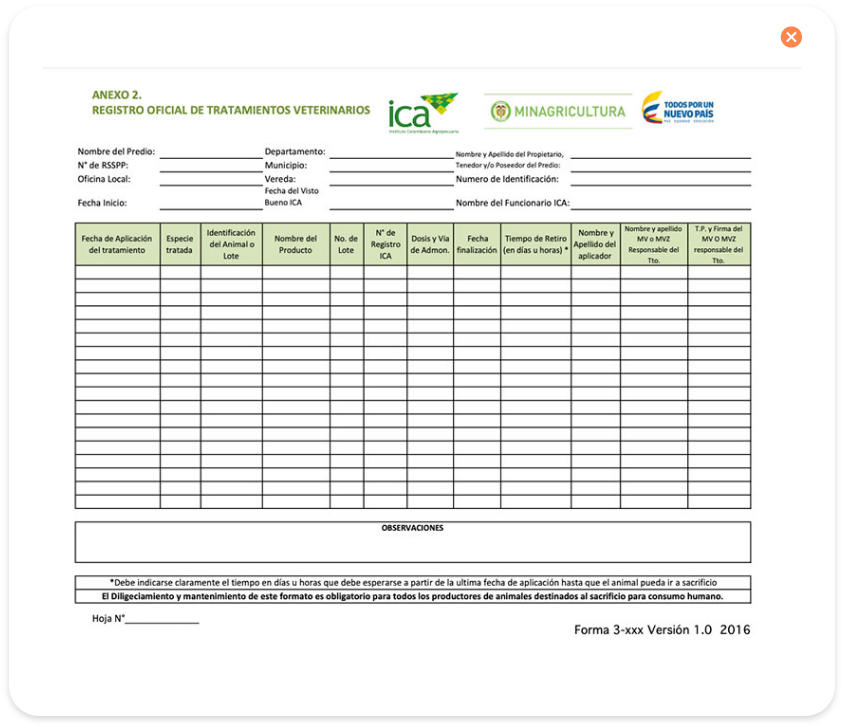 ANEXO 2.
REGISTRO OFICIAL DE TRATAMIENTOS VETERINARIOS
ica
Instituto Colombiano Agropecuario
MINAGRICULTURA
TODOS POR UN
NUEVO PAÍS
PAZ EQUIDAD EDUCACIÓN
Nombre del Predio:
Departamento:
Nombre y Apellido del Propietario,
N° de RSSPP:
Municipio:
Tenedor y/o Poseedor del Predio:
Oficina Local:
Vereda:
Numero de Identificación:
Fecha del Visto
Fecha Inicio:
Bueno ICA
Nombre del Funcionario ICA:
Fecha de Aplicación
del tratamiento
Especie
tratada
Identificación
del Animal o
Lote
Nombre del
Producto
No. de
Lote
N° de
Registro
ICA
Dosis y Vía
de Admon.
Fecha
finalización
Tiempo de Retiro
(en días u horas) *
Nombre y
Apellido del
aplicador
Nombre y apellido
MV o MVZ
Responsable del
Tto.
T.P. y Firma del
MV O MVZ
responsable del
Tto.
OBSERVACIONES
*Debe indicarse claramente el tiempo en días u horas que debe esperarse a partir de la ultima fecha de aplicación hasta que el animal pueda ir a sacrificio
El Diligeciamiento y mantenimiento de este formato es obligatorio para todos los productores de animales destinados al sacrificio para consumo humano.
Hoja N°
Forma 3-xxx Versión 1.0 2016